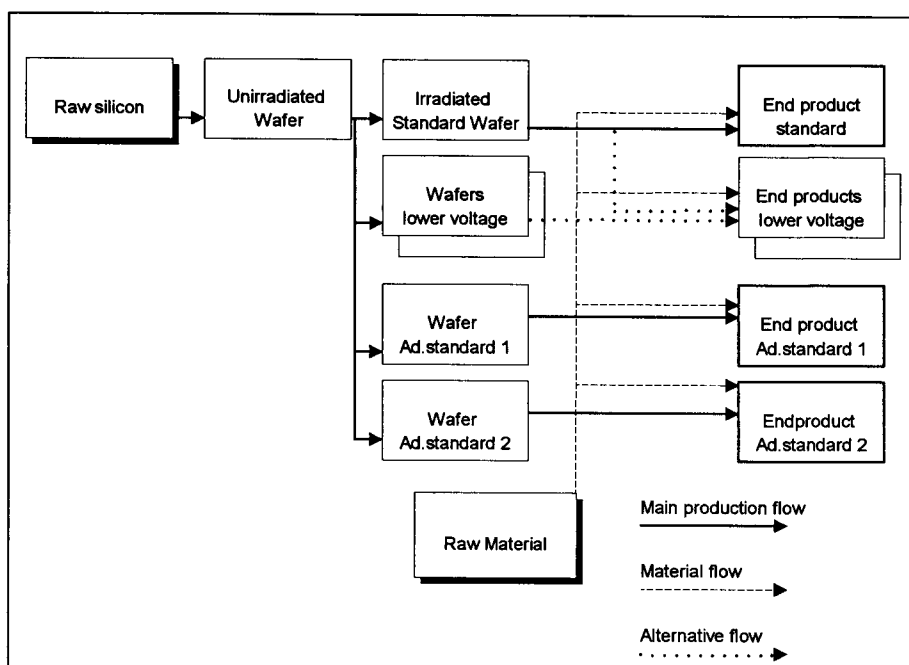 Raw silicon
Unirradiated
Wafer
Irradiated
Standard Wafer
End product
standard
Wafers
lower voltage
End products
lower voltage
Wafer
Ad.standard 1
End product
Ad.standard 1
Wafer
Ad.standard 2
Endproduct
Ad.standard 2
Raw Material
Main production flow
Material flow
Alternative flow